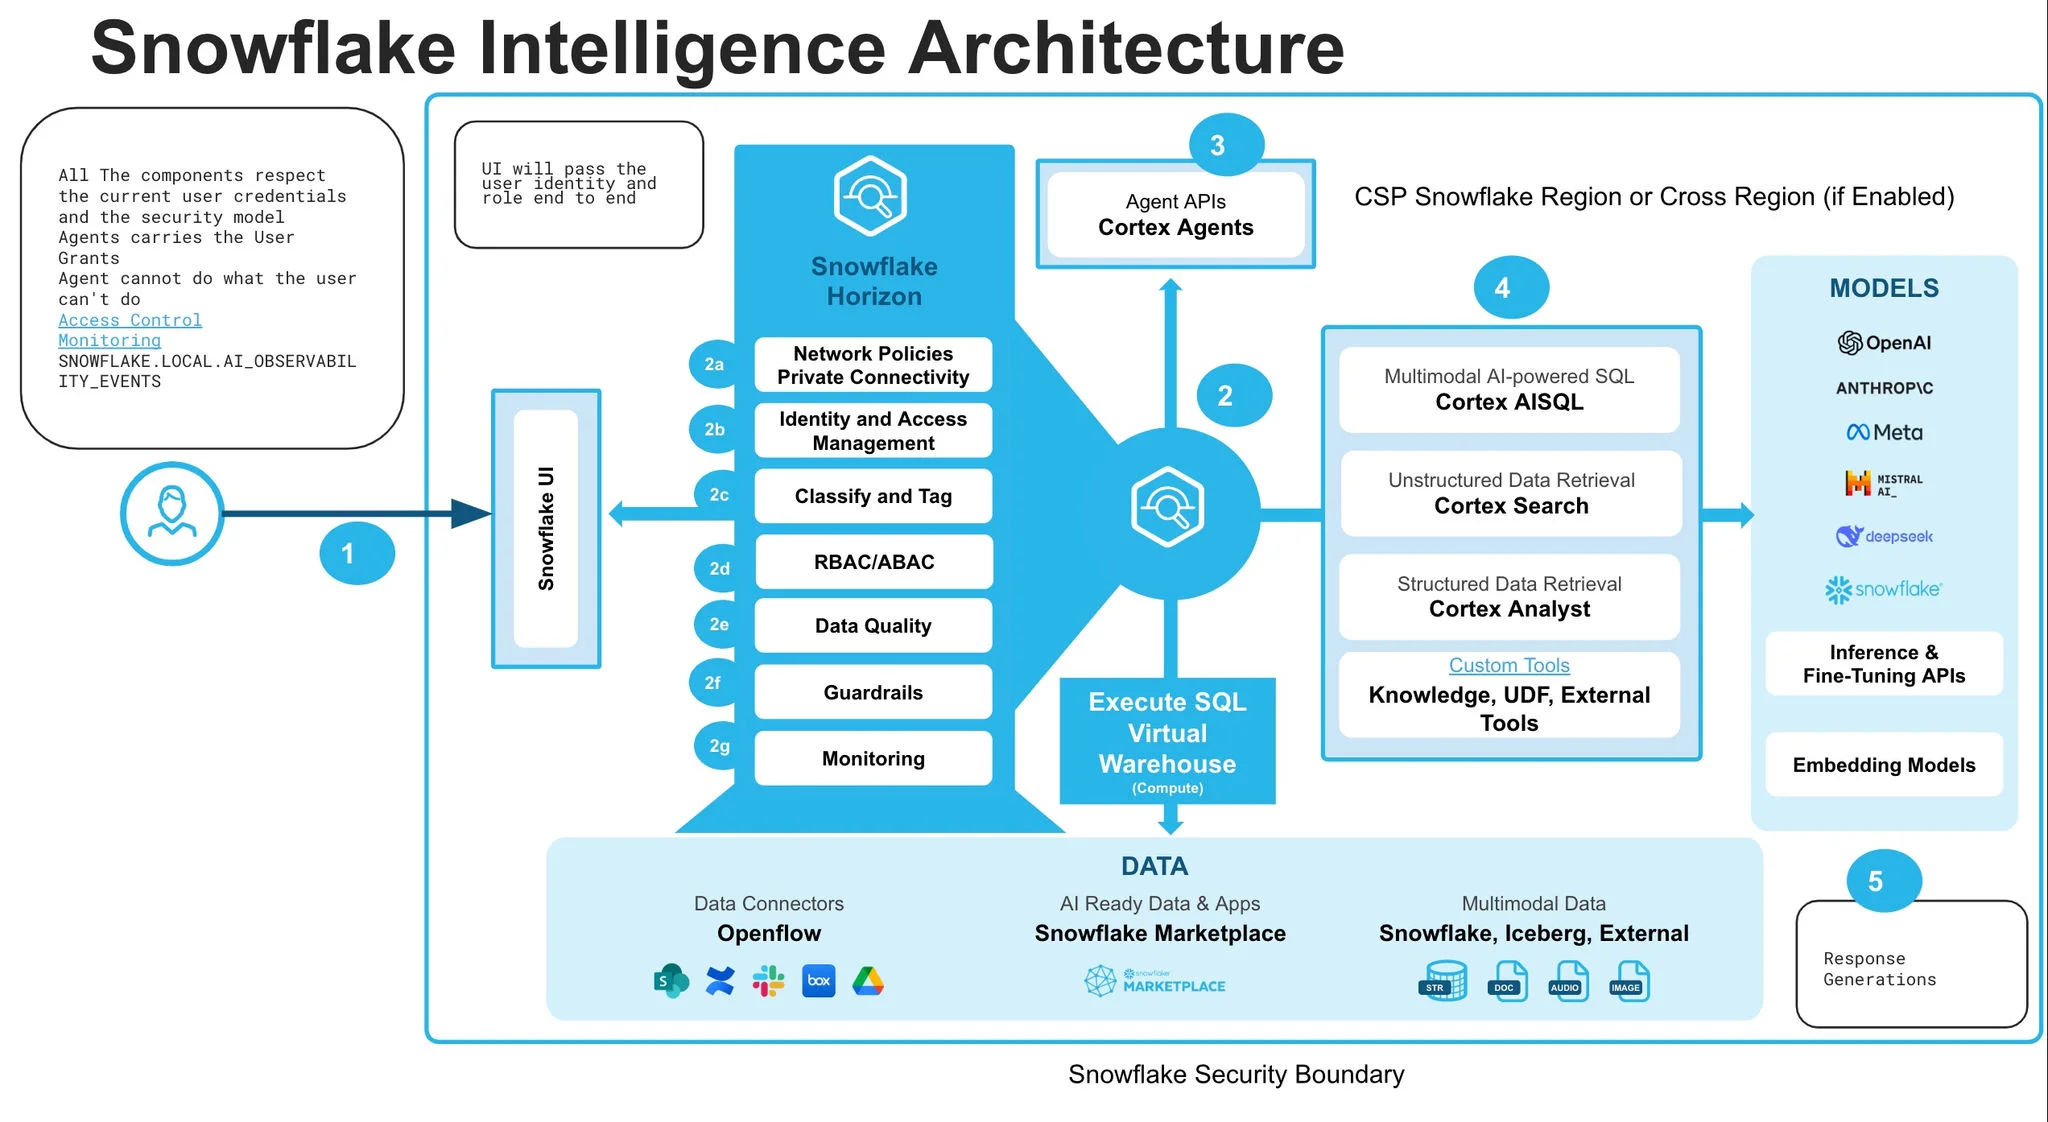 Snowflake Intelligence Architecture
All The components respect
the current user credentials
and the security model
Agents carries the User
Grants
Agent cannot do what the user
can't do
Access Control
Monitoring
SNOWFLAKE.LOCAL.AI_OBSERVABIL
ITY_EVENTS
1
UI will pass the
user identity and
role end to end
Snowflake UI
Snowflake
Horizon
2a
Network Policies
Private Connectivity
2b
Identity and Access
Management
2c
Classify and Tag
2d
RBAC/ABAC
2e
Data Quality
2f
Guardrails
2g
Monitoring
2
3
Agent APIs
Cortex Agents
Execute SQL
Virtual
Warehouse
(Compute)
CSP Snowflake Region or Cross Region (if Enabled)
4
Multimodal AI-powered SQL
Cortex AISQL
Unstructured Data Retrieval
Cortex Search
Structured Data Retrieval
Cortex Analyst
Custom Tools
Knowledge, UDF, External
Tools
MODELS
OpenAI
ANTHROP\C
Meta
MISTRAL
AI_
deepseek
snowflake®
Inference &
Fine-Tuning APIs
Embedding Models
DATA
Data Connectors
Openflow
S
box
AI Ready Data & Apps
Snowflake Marketplace
snowflake
MARKETPLACE
Multimodal Data
Snowflake, Iceberg, External
STR
DOC
AUDIO
IMAGE
5
Response
Generations
Snowflake Security Boundary